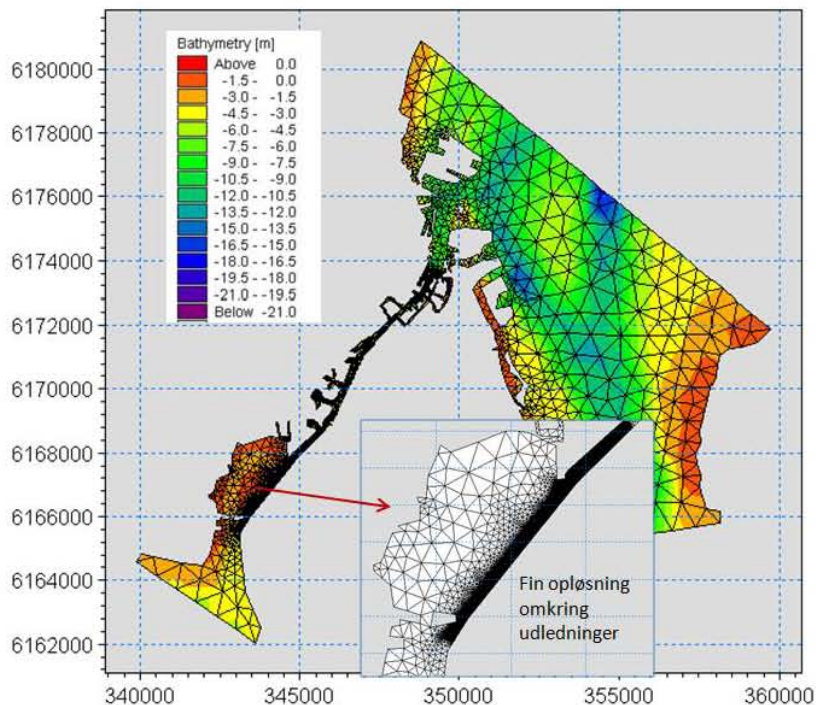 6180000
6178000
6176000
6174000
6172000
6170000
6168000
6166000
6164000
6162000
Bathymetry [m]
Above 0.0
-1.5 - 0.0
-3.0 - -1.5
-4.5 - -3.0
-6.0 - -4.5
-7.5 - -6.0
-9.0 - -7.5
-10.5 - -9.0
-12.0 - -10.5
-13.5 - -12.0
-15.0 - -13.5
-16.5 - -15.0
-18.0 - -16.5
-19.5 - -18.0
-21.0 - -19.5
Below -21.0
Fin opløsning
omkring
udledninger
340000 345000 350000 355000 360000